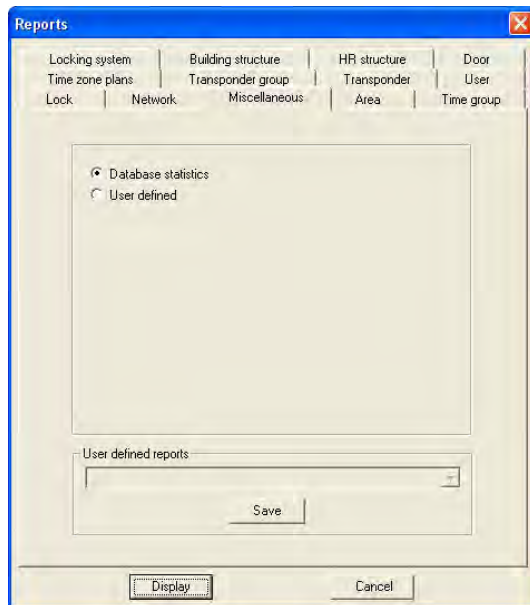 Reports
Locking system Building structure HR structure Door
Time zone plans Transponder group Transponder User
Lock Network Miscellaneous Area Time group
Database statistics
User defined
User defined reports
Save
Display Cancel